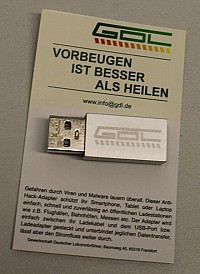 GDL
VORBEUGEN
IST BESSER
ALS HEILEN
www.info@gdl.de
GDL
Gefahren durch Viren und Malware lauern überall. Dieser Anti-
Hack-Adapter schützt Ihr Smartphone, Tablet oder Laptop
einfach, schnell und zuverlässig an öffentlichen Ladestationen
wie z.B. Flughäfen, Bahnhöfen, Messen etc. Der Adapter wird
einfach zwischen Ihr Ladekabel und dem USB-Port bzw.
Ladeadapter gesteckt und unterbindet jeglichen Datentransfer,
lässt aber den Stromfluss weiter durch.
Gewerkschaft Deutscher Lokomotivführer, Baumweg 45, 60316 Frankfurt